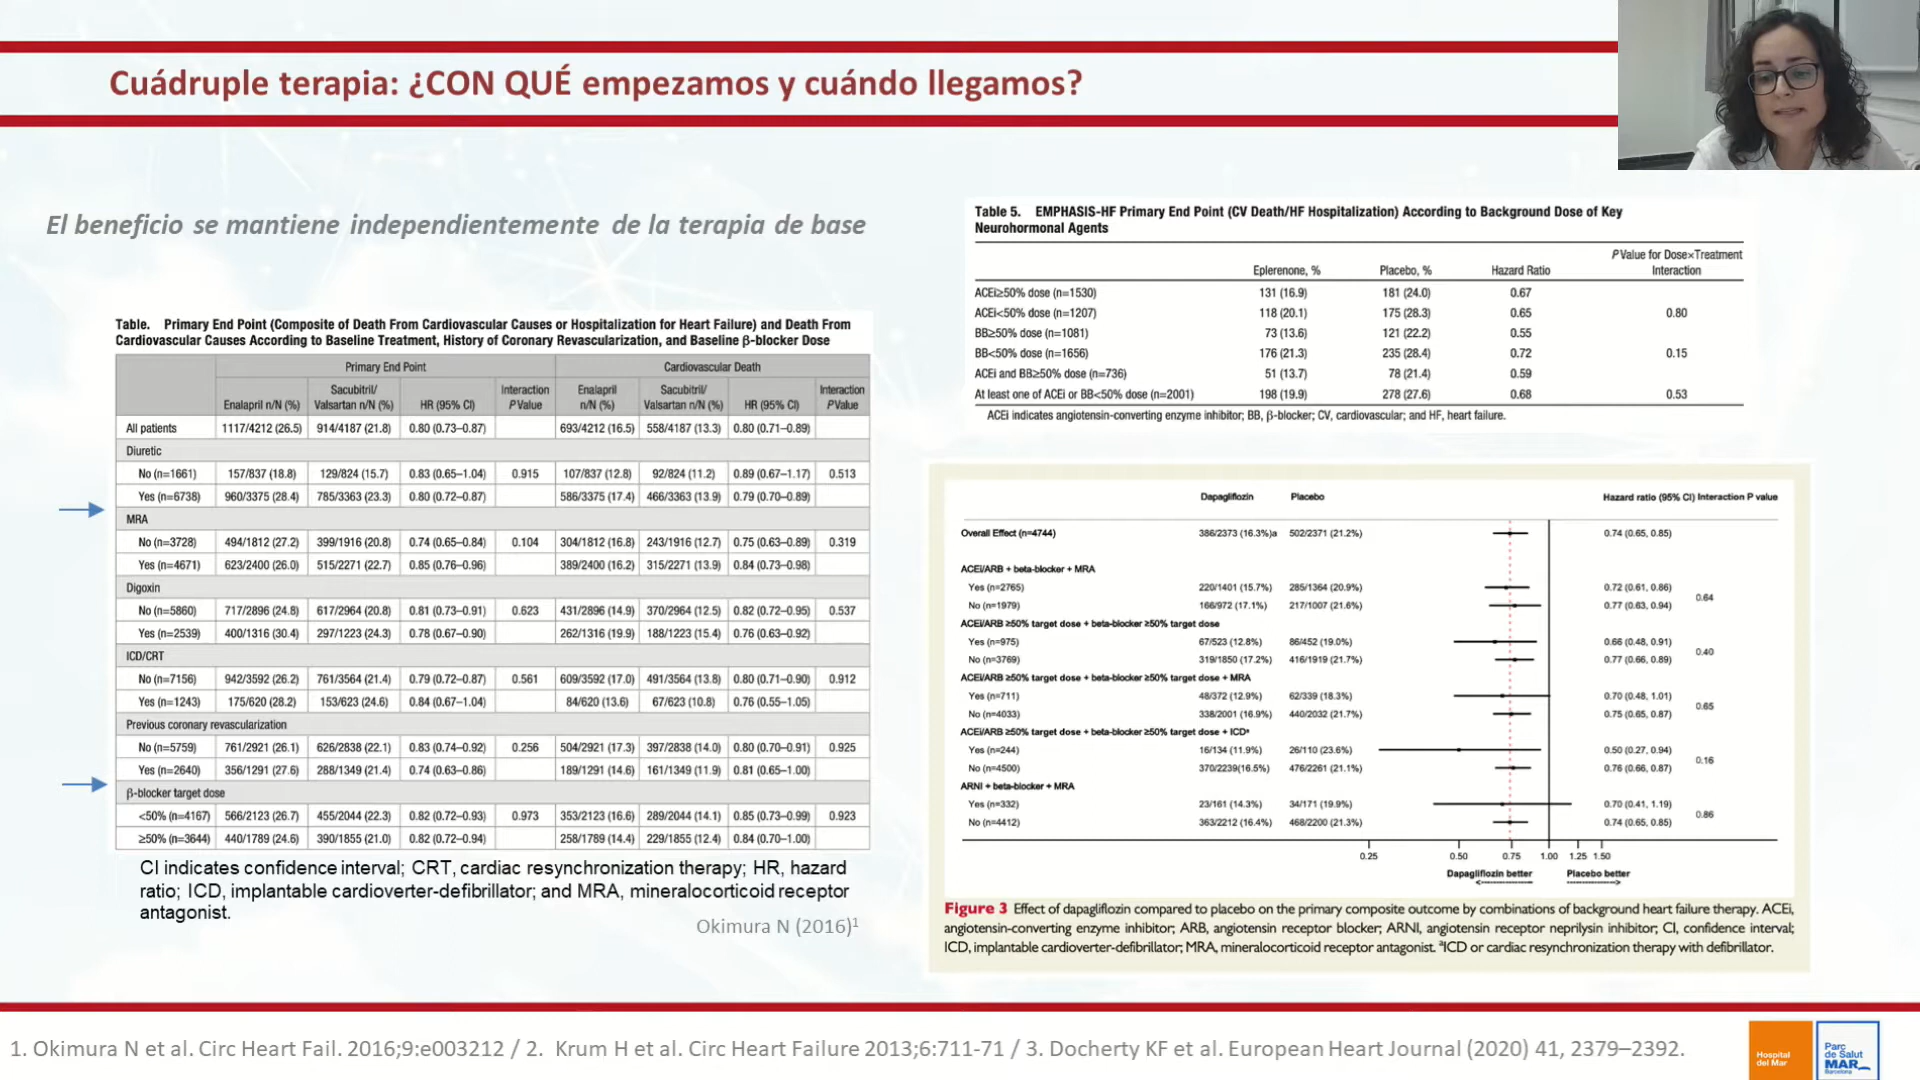 Cuádruple terapia: ¿CON QUÉ empezamos y cuándo llegamos?
El beneficio se mantiene independientemente de la terapia de base
Table. Primary End Point (Composite of Death From Cardiovascular Causes or Hospitalization for Heart Failure) and Death From
Cardiovascular Causes According to Baseline Treatment, History of Coronary Revascularization, and Baseline β-blocker Dose
Primary End Point Cardiovascular Death
Enalapril n/N (%) Sacubitril/ Valsartan n/N (%) HR (95% CI) Interaction P Value Enalapril n/N (%) Sacubitril/ Valsartan n/N (%) HR (95% CI) Interaction P Value
All patients 1117/4212 (26.5) 914/4187 (21.8) 0.80 (0.73–0.87) 693/4212 (16.5) 558/4187 (13.3) 0.80 (0.71–0.89)
Diuretic
No (n=1661) 157/837 (18.8) 129/824 (15.7) 0.83 (0.65–1.04) 0.915 107/837 (12.8) 92/824 (11.2) 0.89 (0.67–1.17) 0.513
Yes (n=6738) 960/3375 (28.4) 785/3363 (23.3) 0.80 (0.72–0.87) 586/3375 (17.4) 466/3363 (13.9) 0.79 (0.70–0.89)
MRA
No (n=3728) 494/1812 (27.2) 399/1916 (20.8) 0.74 (0.65–0.84) 0.104 304/1812 (16.8) 243/1916 (12.7) 0.75 (0.63–0.89) 0.319
Yes (n=4671) 623/2400 (26.0) 515/2271 (22.7) 0.85 (0.76–0.96) 389/2400 (16.2) 315/2271 (13.9) 0.84 (0.73–0.98)
Digoxin
No (n=5860) 717/2896 (24.8) 617/2964 (20.8) 0.81 (0.73–0.91) 0.623 431/2896 (14.9) 370/2964 (12.5) 0.82 (0.72–0.95) 0.537
Yes (n=2539) 400/1316 (30.4) 297/1223 (24.3) 0.78 (0.67–0.90) 262/1316 (19.9) 188/1223 (15.4) 0.76 (0.63–0.92)
ICD/CRT
No (n=7156) 942/3592 (26.2) 761/3564 (21.4) 0.79 (0.72–0.87) 0.561 609/3592 (17.0) 491/3564 (13.8) 0.80 (0.71–0.90) 0.912
Yes (n=1243) 175/620 (28.2) 153/623 (24.6) 0.84 (0.67–1.04) 84/620 (13.6) 67/623 (10.8) 0.76 (0.55–1.05)
Previous coronary revascularization
No (n=5759) 761/2921 (26.1) 626/2838 (22.1) 0.83 (0.74–0.92) 0.256 504/2921 (17.3) 397/2838 (14.0) 0.80 (0.70–0.91) 0.925
Yes (n=2640) 356/1291 (27.6) 288/1349 (21.4) 0.74 (0.63–0.86) 189/1291 (14.6) 161/1349 (11.9) 0.81 (0.65–1.00)
β-blocker target dose
<50% (n=4167) 566/2123 (26.7) 455/2044 (22.3) 0.82 (0.72–0.93) 0.973 353/2123 (16.6) 289/2044 (14.1) 0.85 (0.73–0.99) 0.923
≥50% (n=3644) 440/1789 (24.6) 390/1855 (21.0) 0.82 (0.72–0.94) 258/1789 (14.4) 229/1855 (12.4) 0.84 (0.70–1.00)
CI indicates confidence interval; CRT, cardiac resynchronization therapy; HR, hazard
ratio; ICD, implantable cardioverter-defibrillator; and MRA, mineralocorticoid receptor
antagonist.
Okimura N (2016)1
Table 5. EMPHASIS-HF Primary End Point (CV Death/HF Hospitalization) According to Background Dose of Key
Neurohormonal Agents
Eplerenone, % Placebo, % Hazard Ratio P Value for Dose×Treatment Interaction
ACEi≥50% dose (n=1530) 131 (16.9) 181 (24.0) 0.67
ACEi<50% dose (n=1207) 118 (20.1) 175 (28.3) 0.65 0.80
BB≥50% dose (n=1081) 73 (13.6) 121 (22.2) 0.55
BB<50% dose (n=1656) 176 (21.3) 235 (28.4) 0.72 0.15
ACEi and BB≥50% dose (n=736) 51 (13.7) 78 (21.4) 0.59
At least one of ACEi or BB<50% dose (n=2001) 198 (19.9) 278 (27.6) 0.68 0.53
ACEi indicates angiotensin-converting enzyme inhibitor; BB, β-blocker; CV, cardiovascular; and HF, heart failure.
Dapagliflozin Placebo Hazard ratio (95% CI) Interaction P value
Overall Effect (n=4744) 386/2373 (16.3%)a 502/2371 (21.2%) 0.74 (0.65, 0.85)
ACEi/ARB + beta-blocker + MRA
Yes (n=2765) 220/1401 (15.7%) 285/1364 (20.9%) 0.72 (0.61, 0.86)
0.64
No (n=1979) 166/972 (17.1%) 217/1007 (21.6%) 0.77 (0.63, 0.94)
ACEi/ARB ≥50% target dose + beta-blocker ≥50% target dose
Yes (n=975) 67/523 (12.8%) 86/452 (19.0%) 0.66 (0.48, 0.91)
0.40
No (n=3769) 319/1850 (17.2%) 416/1919 (21.7%) 0.77 (0.66, 0.89)
ACEi/ARB ≥50% target dose + beta-blocker ≥50% target dose + MRA
Yes (n=711) 48/372 (12.9%) 62/339 (18.3%) 0.70 (0.48, 1.01)
0.65
No (n=4033) 338/2001 (16.9%) 440/2032 (21.7%) 0.75 (0.65, 0.87)
ACEi/ARB ≥50% target dose + beta-blocker ≥50% target dose + ICDa
Yes (n=244) 16/134 (11.9%) 26/110 (23.6%) 0.50 (0.27, 0.94)
0.16
No (n=4500) 370/2239(16.5%) 476/2261 (21.1%) 0.76 (0.66, 0.87)
ARNI + beta-blocker + MRA
Yes (n=332) 23/161 (14.3%) 34/171 (19.9%) 0.70 (0.41, 1.19)
0.86
No (n=4412) 363/2212 (16.4%) 468/2200 (21.3%) 0.74 (0.65, 0.85)
0.25 0.50 0.75 1.00 1.25 1.50
Dapagliflozin better Placebo better
Figure 3 Effect of dapagliflozin compared to placebo on the primary composite outcome by combinations of background heart failure therapy. ACEi,
angiotensin-converting enzyme inhibitor; ARB, angiotensin receptor blocker; ARNI, angiotensin receptor neprilysin inhibitor; CI, confidence interval;
ICD, implantable cardioverter-defibrillator; MRA, mineralocorticoid receptor antagonist. aICD or cardiac resynchronization therapy with defibrillator.
1. Okimura N et al. Circ Heart Fail. 2016;9:e003212 / 2. Krum H et al. Circ Heart Failure 2013;6:711-71 / 3. Docherty KF et al. European Heart Journal (2020) 41, 2379–2392.
Hospital
del Mar
Parc
de Salut
MAR
Barcelona